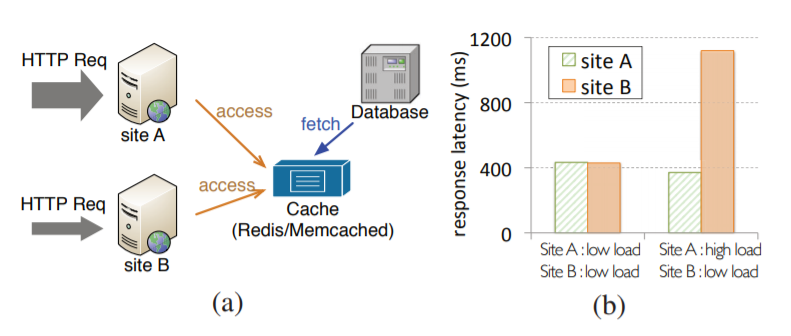 HTTP Req
site A
access
Database
fetch
HTTP Req
access
site B
Cache
(Redis/Memcached)
(a)
response latency (ms)
1200
800
400
0
site A
site B
Site A : low load
Site B : low load
Site A : high load
Site B : low load
(b)